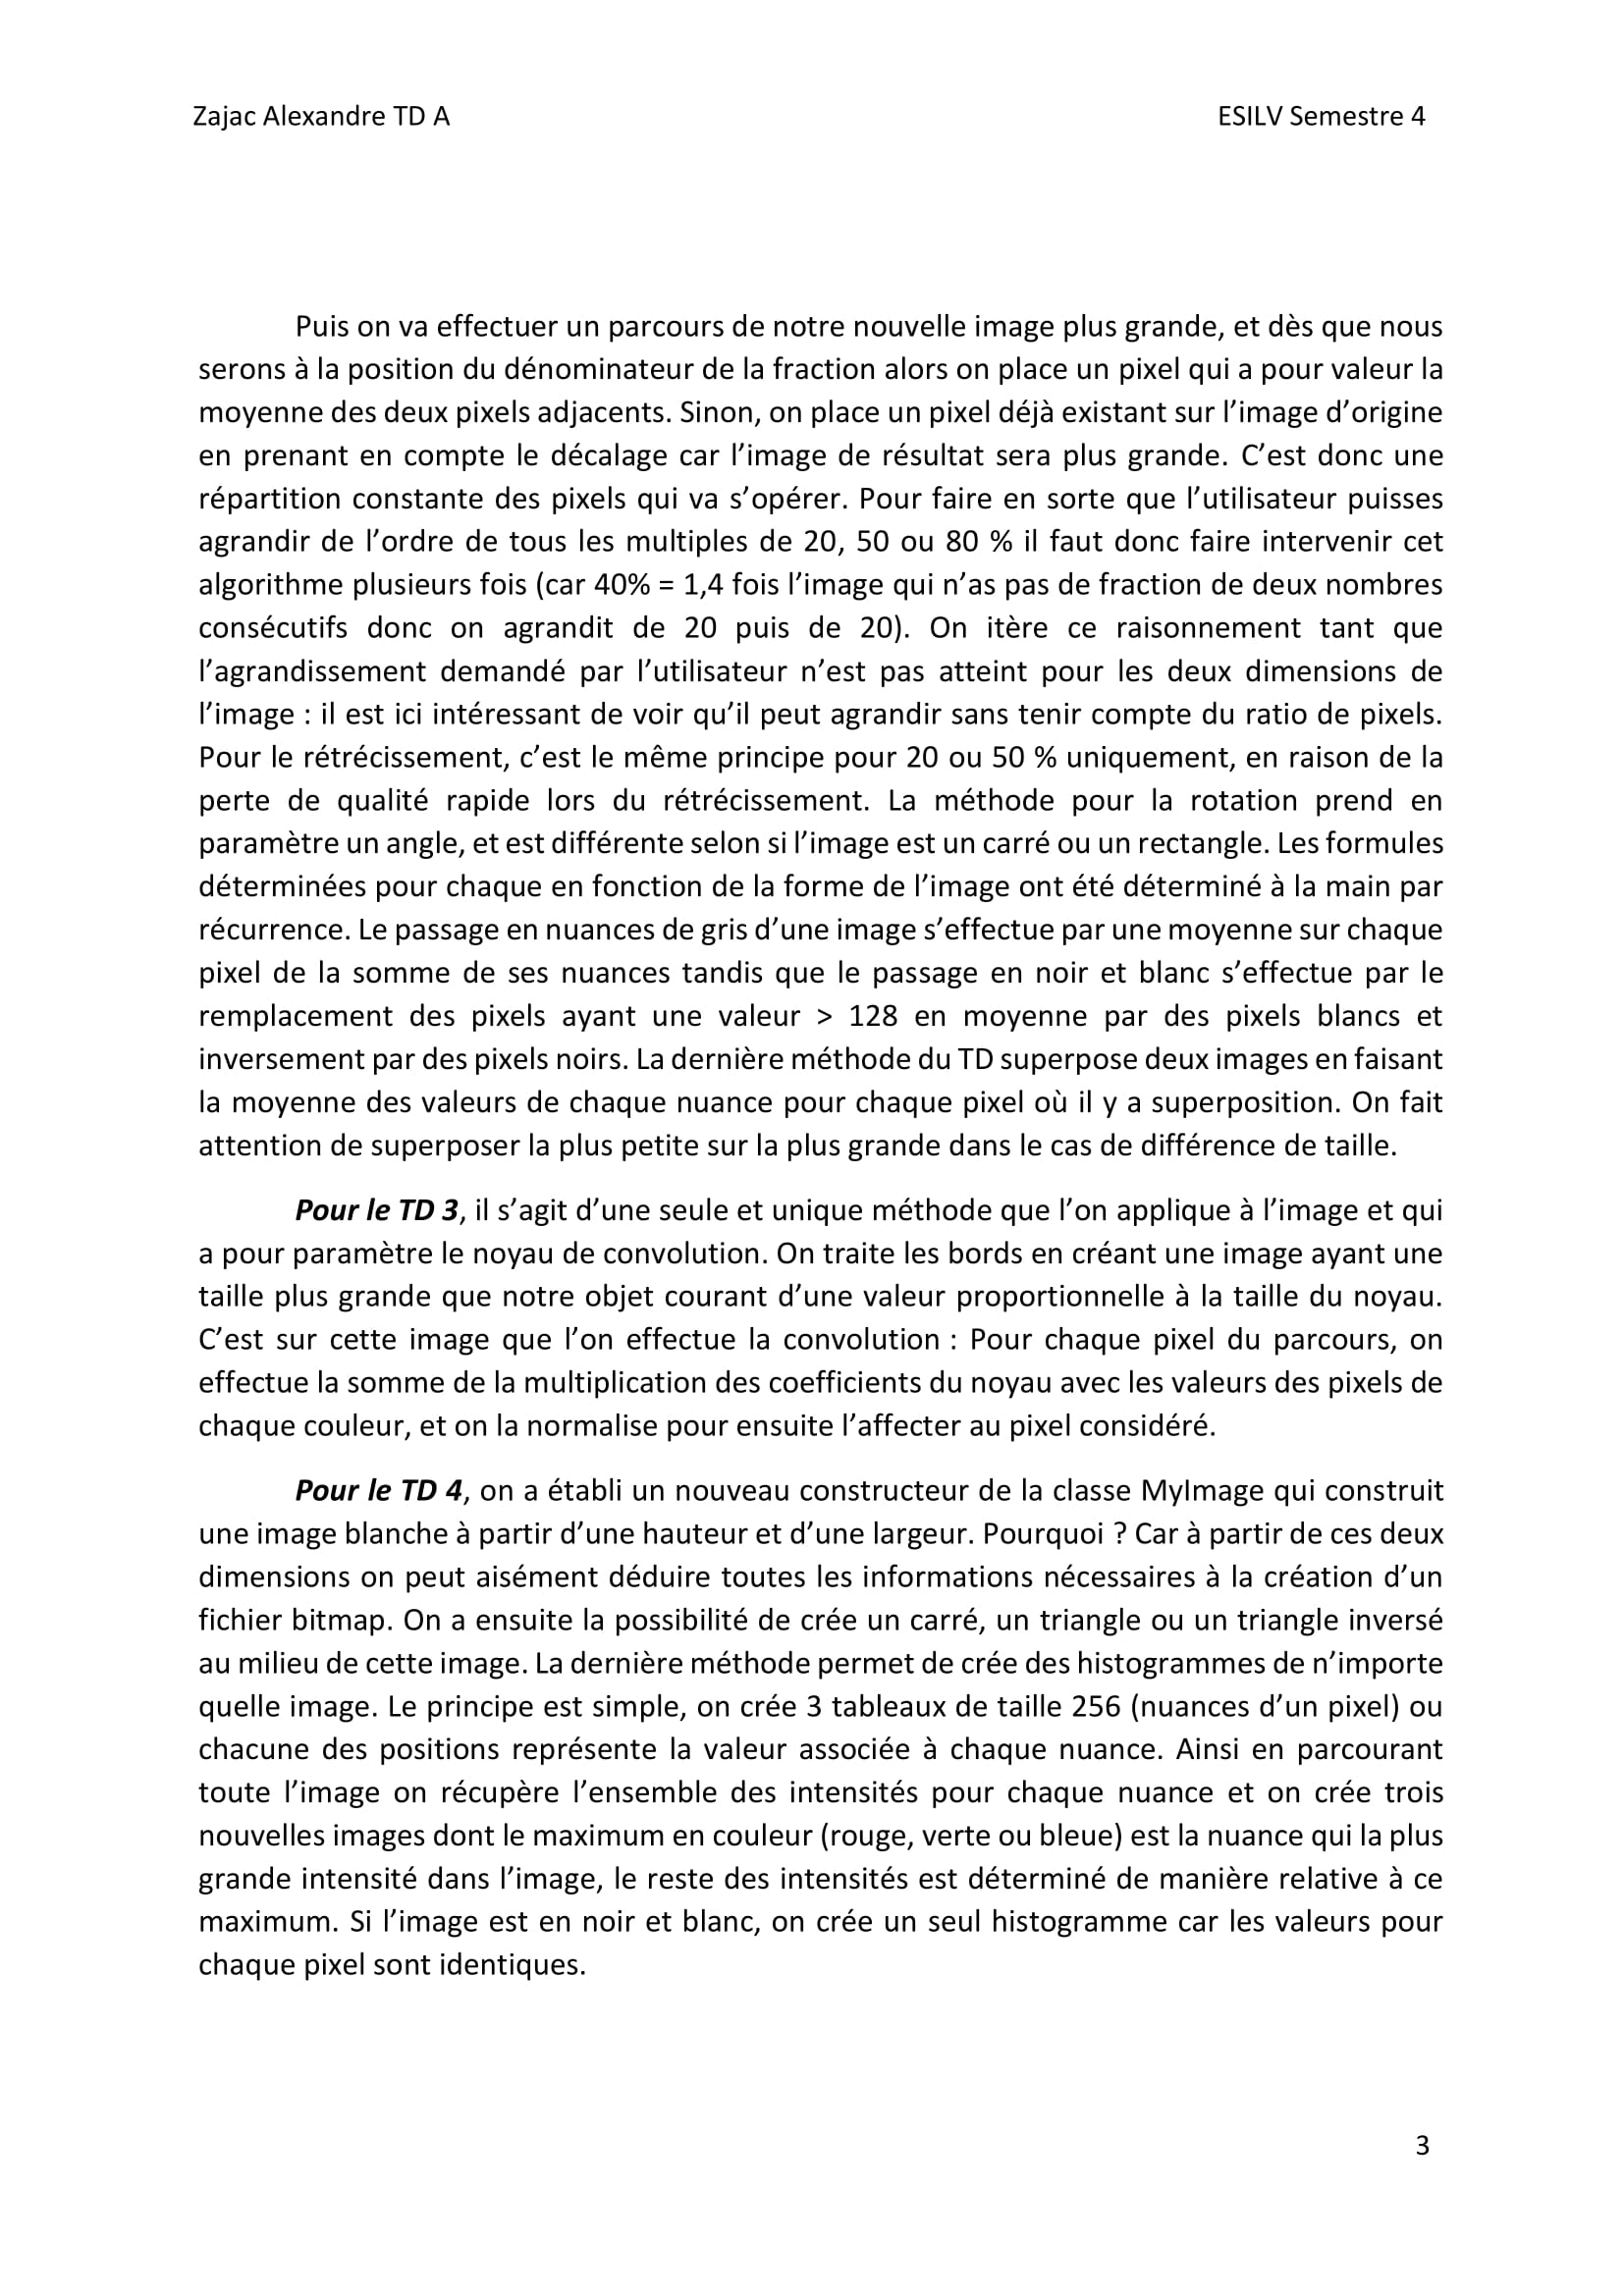 Zajac Alexandre TD A
ESILV Semestre 4
Puis on va effectuer un parcours de notre nouvelle image plus grande, et dès que nous
serons à la position du dénominateur de la fraction alors on place un pixel qui a pour valeur la
moyenne des deux pixels adjacents. Sinon, on place un pixel déjà existant sur l’image d’origine
en prenant en compte le décalage car l’image de résultat sera plus grande. C’est donc une
répartition constante des pixels qui va s’opérer. Pour faire en sorte que l’utilisateur puisses
agrandir de l’ordre de tous les multiples de 20, 50 ou 80 % il faut donc faire intervenir cet
algorithme plusieurs fois (car 40% = 1,4 fois l’image qui n’as pas de fraction de deux nombres
consécutifs donc on agrandit de 20 puis de 20). On itère ce raisonnement tant que
l’agrandissement demandé par l’utilisateur n’est pas atteint pour les deux dimensions de
l’image : il est ici intéressant de voir qu’il peut agrandir sans tenir compte du ratio de pixels.
Pour le rétrécissement, c’est le même principe pour 20 ou 50 % uniquement, en raison de la
perte de qualité rapide lors du rétrécissement. La méthode pour la rotation prend en
paramètre un angle, et est différente selon si l’image est un carré ou un rectangle. Les formules
déterminées pour chaque en fonction de la forme de l’image ont été déterminé à la main par
récurrence. Le passage en nuances de gris d’une image s’effectue par une moyenne sur chaque
pixel de la somme de ses nuances tandis que le passage en noir et blanc s’effectue par le
remplacement des pixels ayant une valeur > 128 en moyenne par des pixels blancs et
inversement par des pixels noirs. La dernière méthode du TD superpose deux images en faisant
la moyenne des valeurs de chaque nuance pour chaque pixel où il y a superposition. On fait
attention de superposer la plus petite sur la plus grande dans le cas de différence de taille.
Pour le TD 3, il s’agit d’une seule et unique méthode que l’on applique à l’image et qui
a pour paramètre le noyau de convolution. On traite les bords en créant une image ayant une
taille plus grande que notre objet courant d’une valeur proportionnelle à la taille du noyau.
C’est sur cette image que l’on effectue la convolution : Pour chaque pixel du parcours, on
effectue la somme de la multiplication des coefficients du noyau avec les valeurs des pixels de
chaque couleur, et on la normalise pour ensuite l’affecter au pixel considéré.
Pour le TD 4, on a établi un nouveau constructeur de la classe MyImage qui construit
une image blanche à partir d’une hauteur et d’une largeur. Pourquoi ? Car à partir de ces deux
dimensions on peut aisément déduire toutes les informations nécessaires à la création d’un
fichier bitmap. On a ensuite la possibilité de crée un carré, un triangle ou un triangle inversé
au milieu de cette image. La dernière méthode permet de crée des histogrammes de n’importe
quelle image. Le principe est simple, on crée 3 tableaux de taille 256 (nuances d’un pixel) ou
chacune des positions représente la valeur associée à chaque nuance. Ainsi en parcourant
toute l’image on récupère l’ensemble des intensités pour chaque nuance et on crée trois
nouvelles images dont le maximum en couleur (rouge, verte ou bleue) est la nuance qui la plus
grande intensité dans l’image, le reste des intensités est déterminé de manière relative à ce
maximum. Si l’image est en noir et blanc, on crée un seul histogramme car les valeurs pour
chaque pixel sont identiques.
3